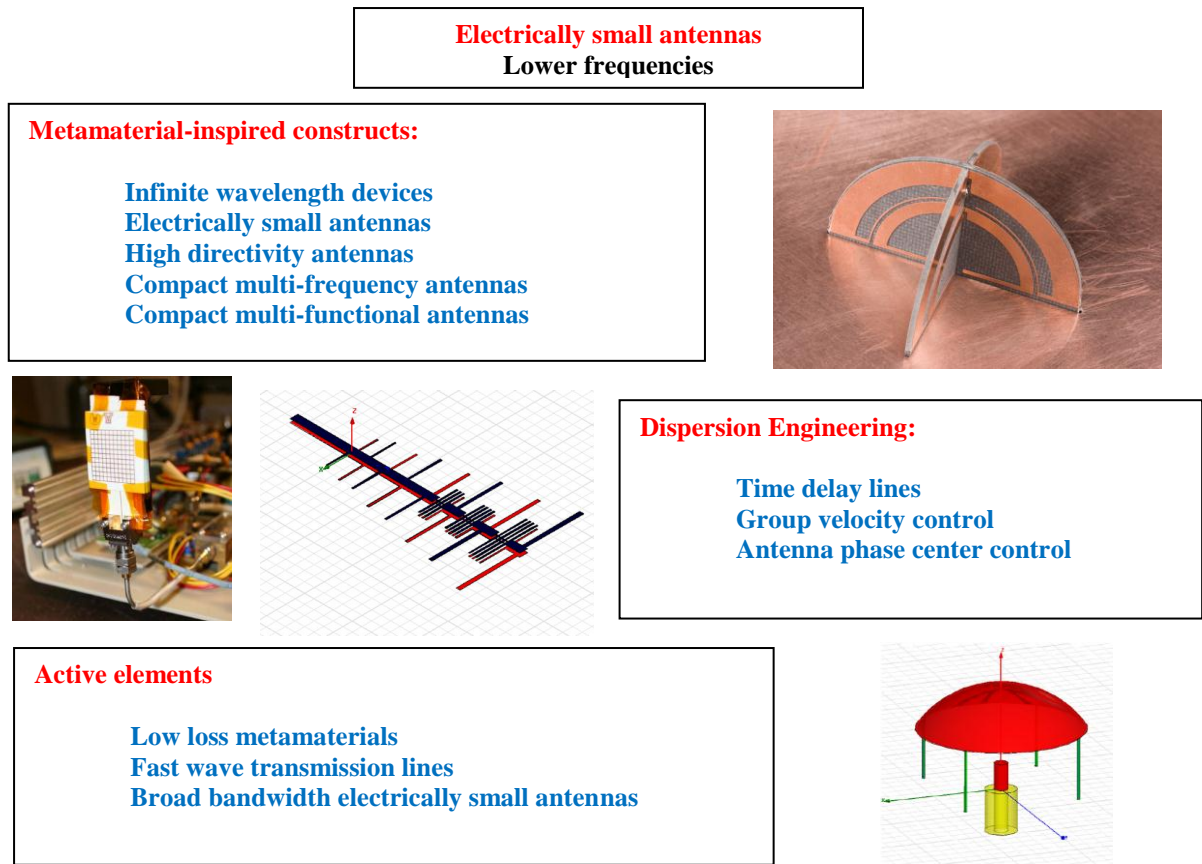 Electrically small antennas
Lower frequencies
Metamaterial-inspired constructs:
Infinite wavelength devices
Electrically small antennas
High directivity antennas
Compact multi-frequency antennas
Compact multi-functional antennas
Dispersion Engineering:
Time delay lines
Group velocity control
Antenna phase center control
Active elements
Low loss metamaterials
Fast wave transmission lines
Broad bandwidth electrically small antennas